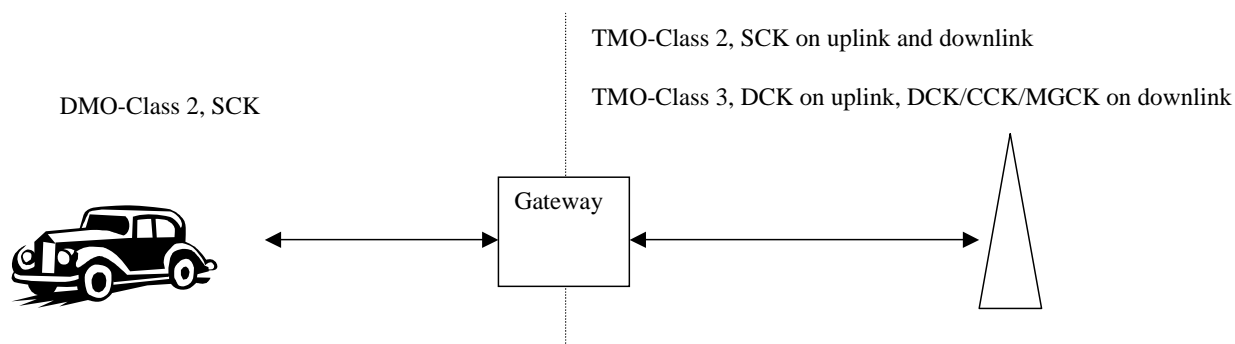 TMO-Class 2, SCK on uplink and downlink
DMO-Class 2, SCK
TMO-Class 3, DCK on uplink, DCK/CCK/MGCK on downlink
Gateway